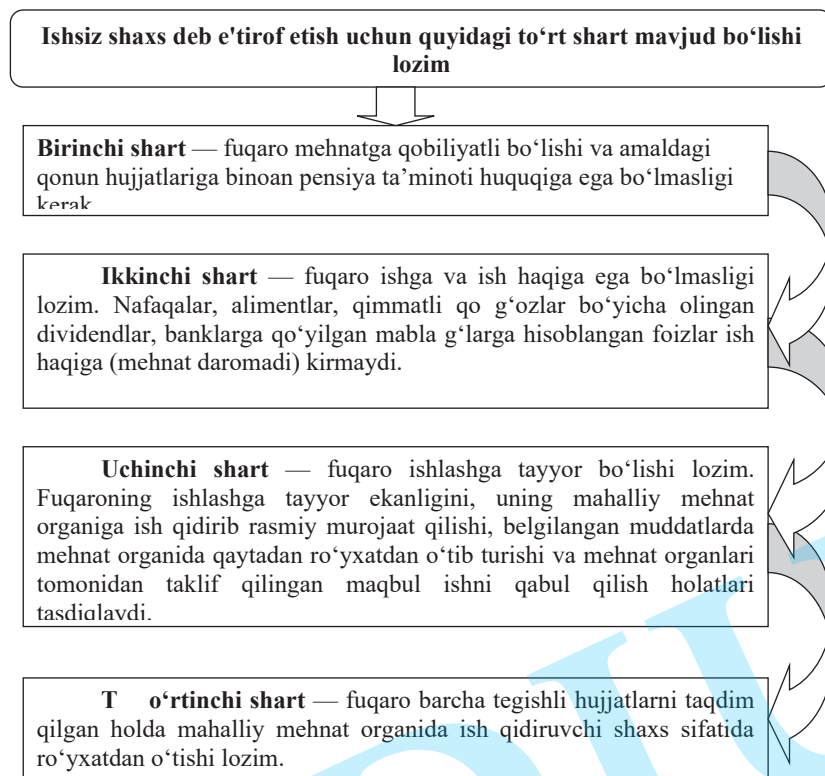 Ishsiz shaxs deb e'tirof etish uchun quyidagi to‘rt shart mavjud bo‘lishi
lozim
Birinchi shart — fuqaro mehnatga qobiliyatli bo‘lishi va amaldagi
qonun hujjatlariga binoan pensiya ta’minoti huquqiga ega bo‘lmasligi
kerak
Ikkinchi shart — fuqaro ishga va ish haqiga ega bo‘lmasligi
lozim. Nafaqalar, alimentlar, qimmatli qo g‘ozlar bo‘yicha olingan
dividendlar, banklarga qo‘yilgan mabla g‘larga hisoblangan foizlar ish
haqiga (mehnat daromadi) kirmaydi.
Uchinchi shart — fuqaro ishlashga tayyor bo‘lishi lozim.
Fuqaroning ishlashga tayyor ekanligini, uning mahalliy mehnat
organiga ish qidirib rasmiy murojaat qilishi, belgilangan muddatlarda
mehnat organida qaytadan ro‘yxatdan o‘tib turishi va mehnat organlari
tomonidan taklif qilingan maqbul ishni qabul qilish holatlari
tasdiqlaydi.
T o‘rtinchi shart — fuqaro barcha tegishli hujjatlarni taqdim
qilgan holda mahalliy mehnat organida ish qidiruvchi shaxs sifatida
ro‘yxatdan o‘tishi lozim.